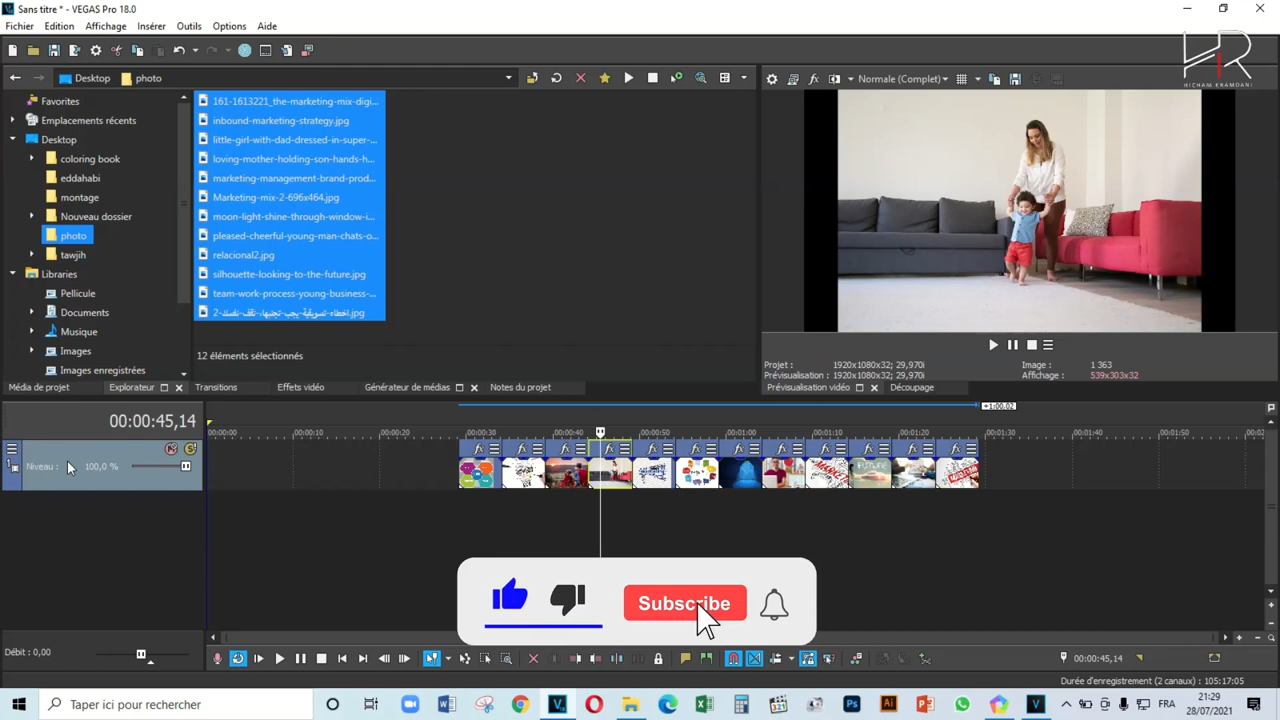 Sans titre * - VEGAS Pro 18.0
Fichier Edition Affichage Insérer Outils Options Aide
Desktop photo
Normale (Complet)
HICHAM ERAMDANI
Favorites
Emplacements récents
Desktop
coloring book
eddahabi
montage
Nouveau dossier
photo
tawjih
Libraries
Pellicule
Documents
Musique
Images
Images enregistrées
161-1613221_the-marketing-mix-digi...
inbound-marketing-strategy.jpg
little-girl-with-dad-dressed-in-super-...
loving-mother-holding-son-hands-h...
marketing-management-brand-prod...
Marketing-mix-2-696x464.jpg
moon-light-shine-through-window-i...
pleased-cheerful-young-man-chats-o...
relacional2.jpg
silhouette-looking-to-the-future.jpg
team-work-process-young-business-...
12 éléments sélectionnés
Projet : 1920x1080x32; 29,970i
Prévisualisation : 1920x1080x32; 29,970i
Image : 1 363
Affichage : 539x303x32
Média de projet Explorateur Transitions Effets vidéo Générateur de médias Notes du projet
Prévisualisation vidéo Découpage
00:00:45,14
+1:00.02
00:00:00 00:00:10 00:00:20 00:00:30 00:00:40 00:00:50 00:01:00 00:01:10 00:01:20 00:01:30 00:01:40 00:01:50 00:02
1 Niveau : 100,0 %
Subscribe
Débit : 0,00
00:00:45,14
Durée d'enregistrement (2 canaux) : 105:17:05
Taper ici pour rechercher
FRA
21:29
28/07/2021